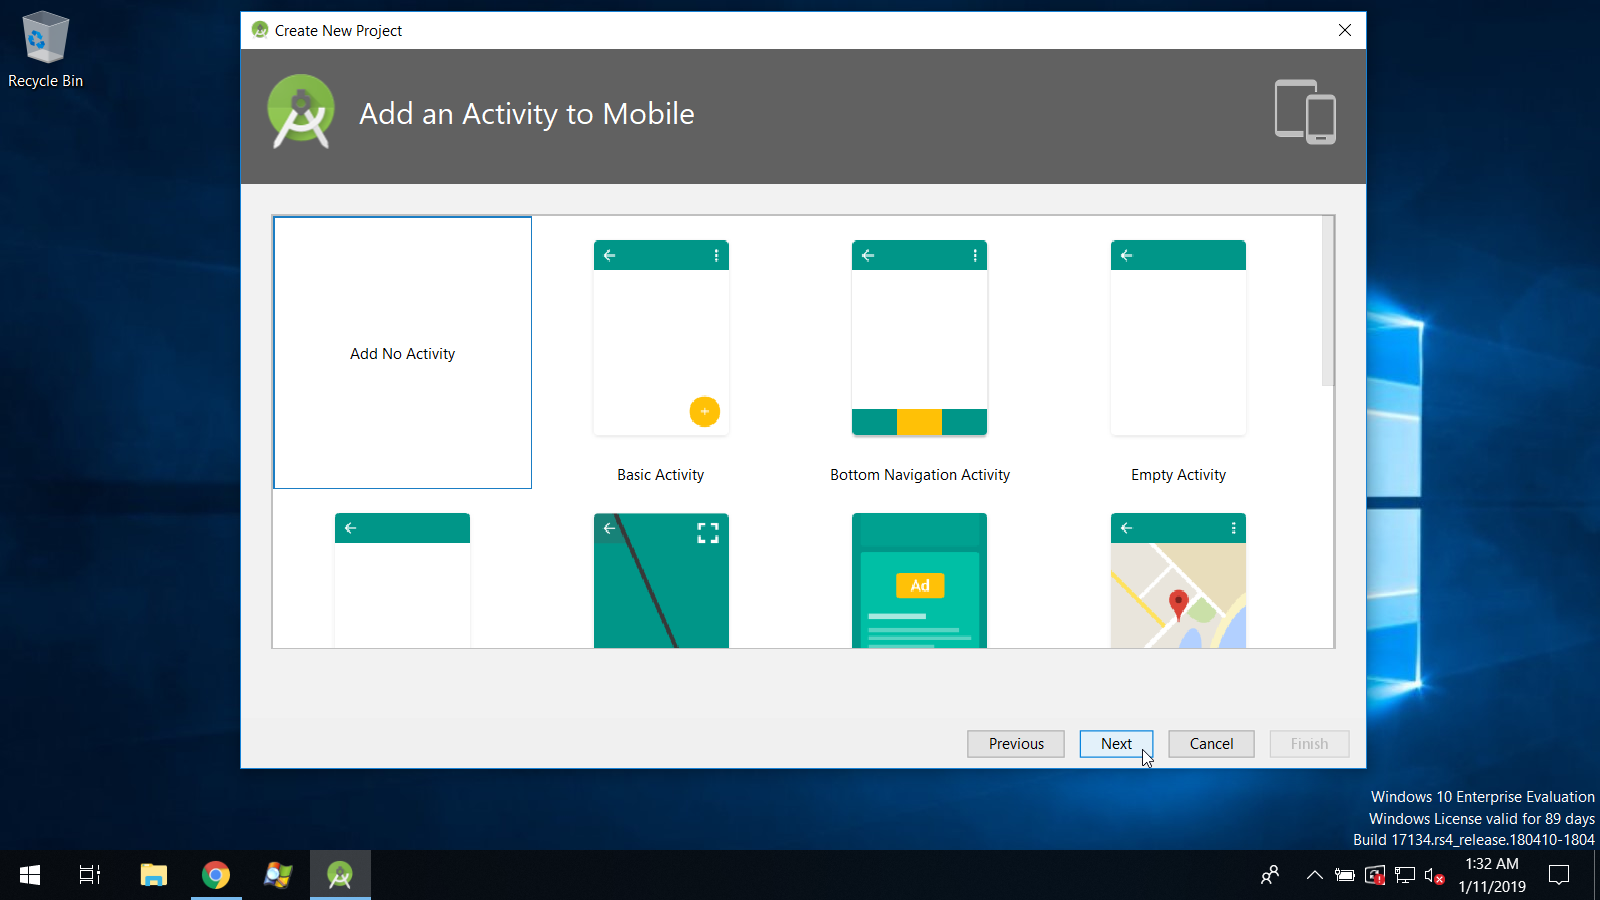 Recycle Bin
Create New Project
Add an Activity to Mobile
Add No Activity
Basic Activity
Bottom Navigation Activity
Empty Activity
Ad
Previous
Next
Cancel
Finish
Windows 10 Enterprise Evaluation
Windows License valid for 89 days
Build 17134.rs4_release.180410-1804
1:32 AM
1/11/2019